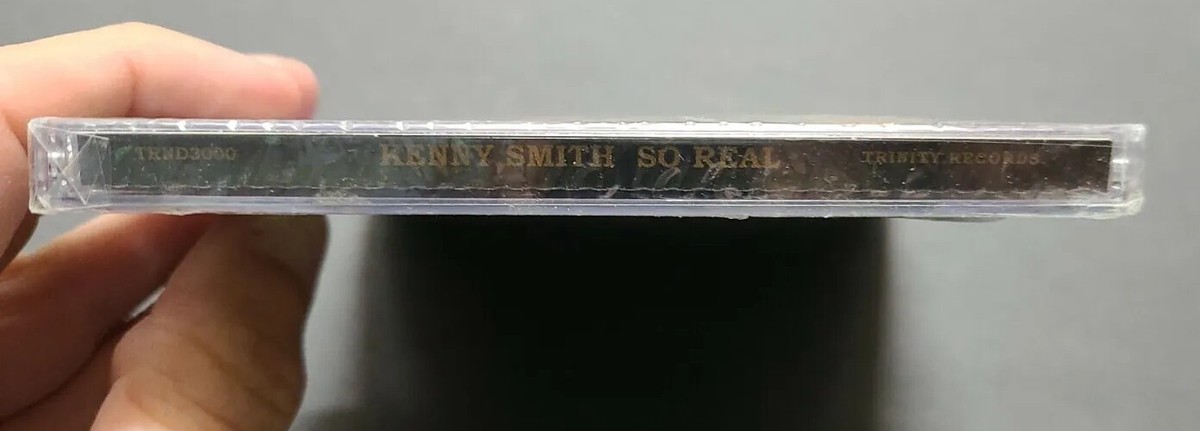 TRND3000 KENNY SMITH SO REAL TRINITY RECORDS